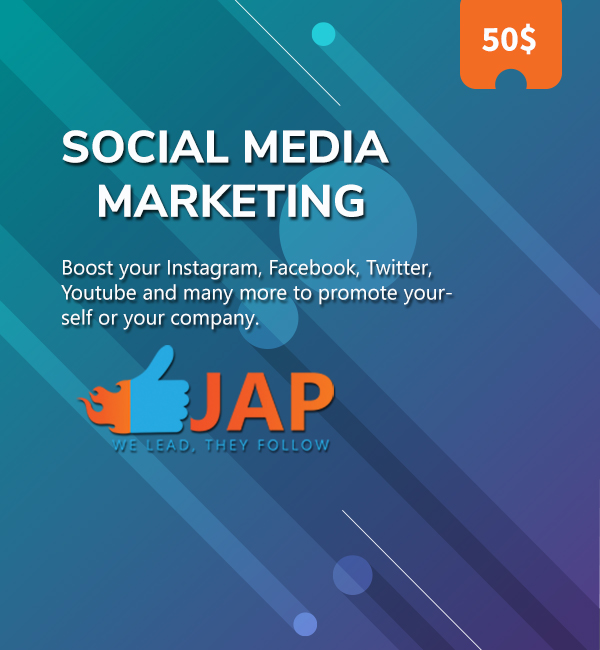 50$
SOCIAL MEDIA
MARKETING
Boost your Instagram, Facebook, Twitter,
Youtube and many more to promote your-
self or your company.
JAP
WE LEAD, THEY FOLLOW